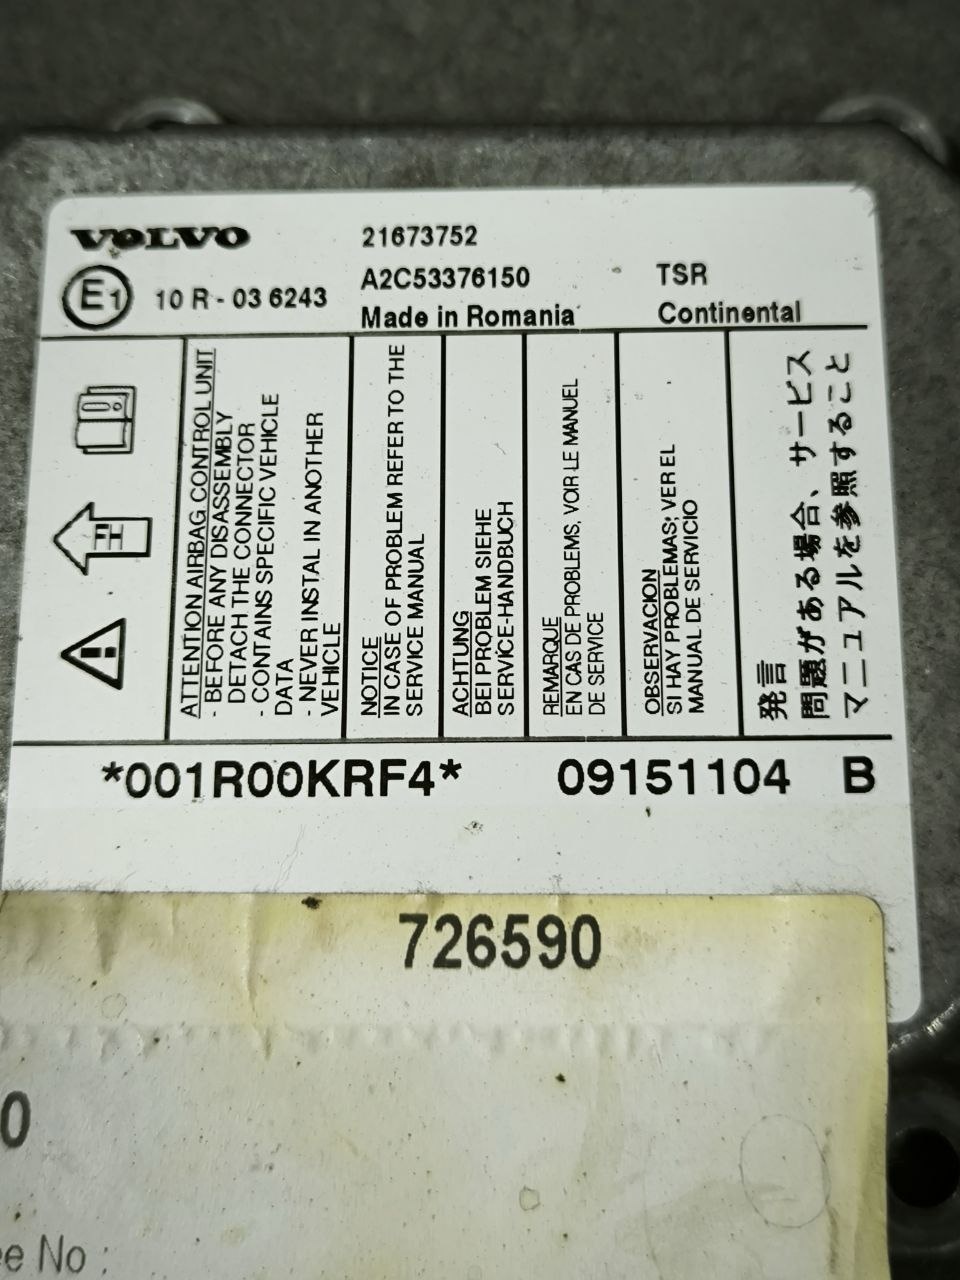 VOLVO
21673752
E1
10 R - 03 6243
A2C53376150
TSR
Made in Romania
Continental
ATTENTION AIRBAG CONTROL UNIT
- BEFORE ANY DISASSEMBLY
DETACH THE CONNECTOR
- CONTAINS SPECIFIC VEHICLE
DATA
- NEVER INSTAL IN ANOTHER
VEHICLE
NOTICE
IN CASE OF PROBLEM REFER TO THE
SERVICE MANUAL
ACHTUNG
BEI PROBLEM SIEHE
SERVICE-HANDBUCH
REMARQUE
EN CAS DE PROBLEMS, VOIR LE MANUEL
DE SERVICE
OBSERVACION
SI HAY PROBLEMAS; VER EL
MANUAL DE SERVICIO
発言
問題がある場合、サービス
マニュアルを参照すること
*001R00KRF4*
09151104 B
726590
0
No :